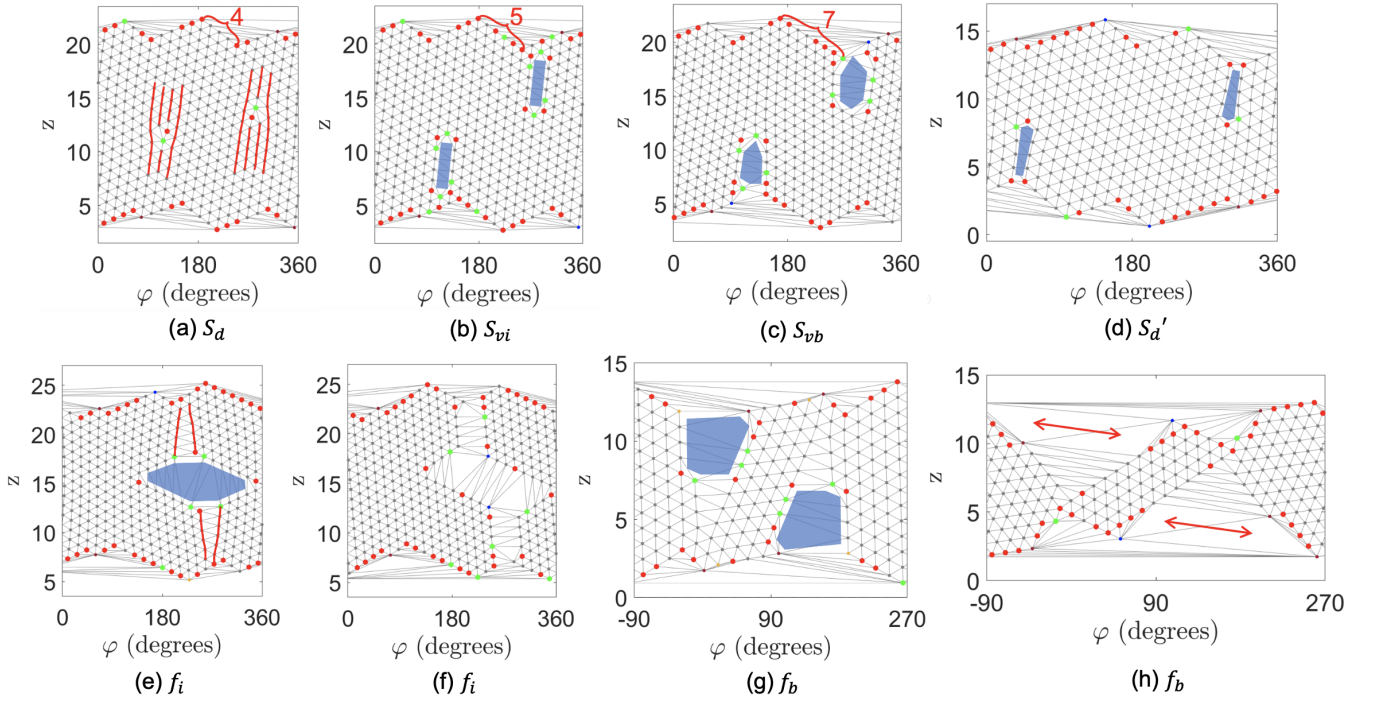 4
5
7
z
20
15
10
5
0
180
360
φ (degrees)
(a) S_d
z
20
15
10
5
0
180
360
φ (degrees)
(b) S_vi
z
20
15
10
5
0
180
360
φ (degrees)
(c) S_vb
z
15
10
5
0
0
180
360
φ (degrees)
(d) S_d′
z
25
20
15
10
5
0
180
360
φ (degrees)
(e) f_i
z
25
20
15
10
5
0
180
360
φ (degrees)
(f) f_i
z
15
10
5
0
-90
90
270
φ (degrees)
(g) f_b
z
15
10
5
0
-90
90
270
φ (degrees)
(h) f_b